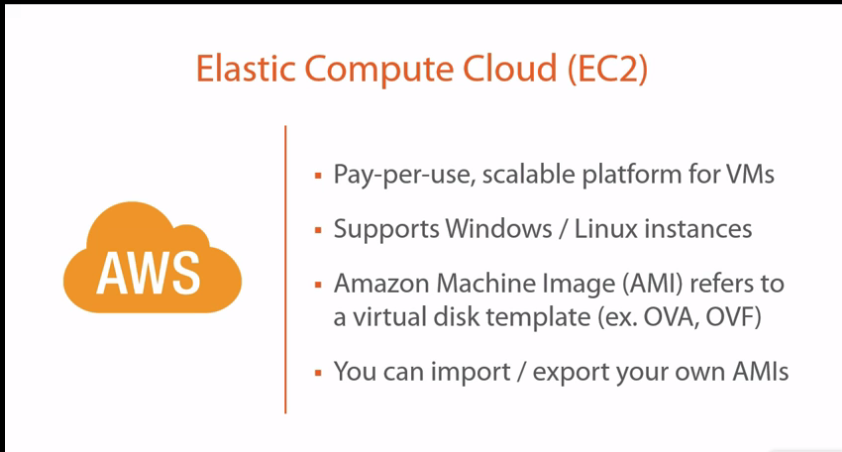 Elastic Compute Cloud (EC2)
AWS
▪ Pay-per-use, scalable platform for VMs
▪ Supports Windows / Linux instances
▪ Amazon Machine Image (AMI) refers to
a virtual disk template (ex. OVA, OVF)
▪ You can import / export your own AMIs